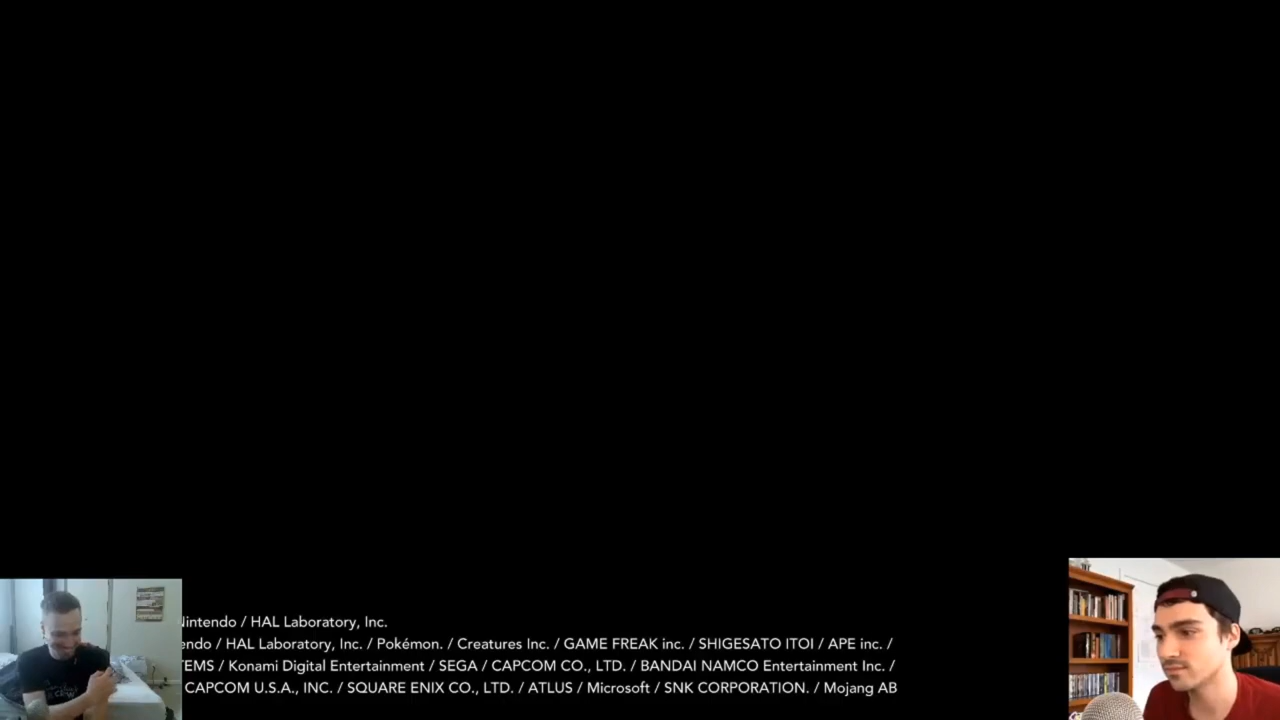 Nintendo / HAL Laboratory, Inc.
endo / HAL Laboratory, Inc. / Pokémon. / Creatures Inc. / GAME FREAK inc. / SHIGESATO ITOI / APE inc. /
TEMS / Konami Digital Entertainment / SEGA / CAPCOM CO., LTD. / BANDAI NAMCO Entertainment Inc. /
CAPCOM U.S.A., INC. / SQUARE ENIX CO., LTD. / ATLUS / Microsoft / SNK CORPORATION. / Mojang AB